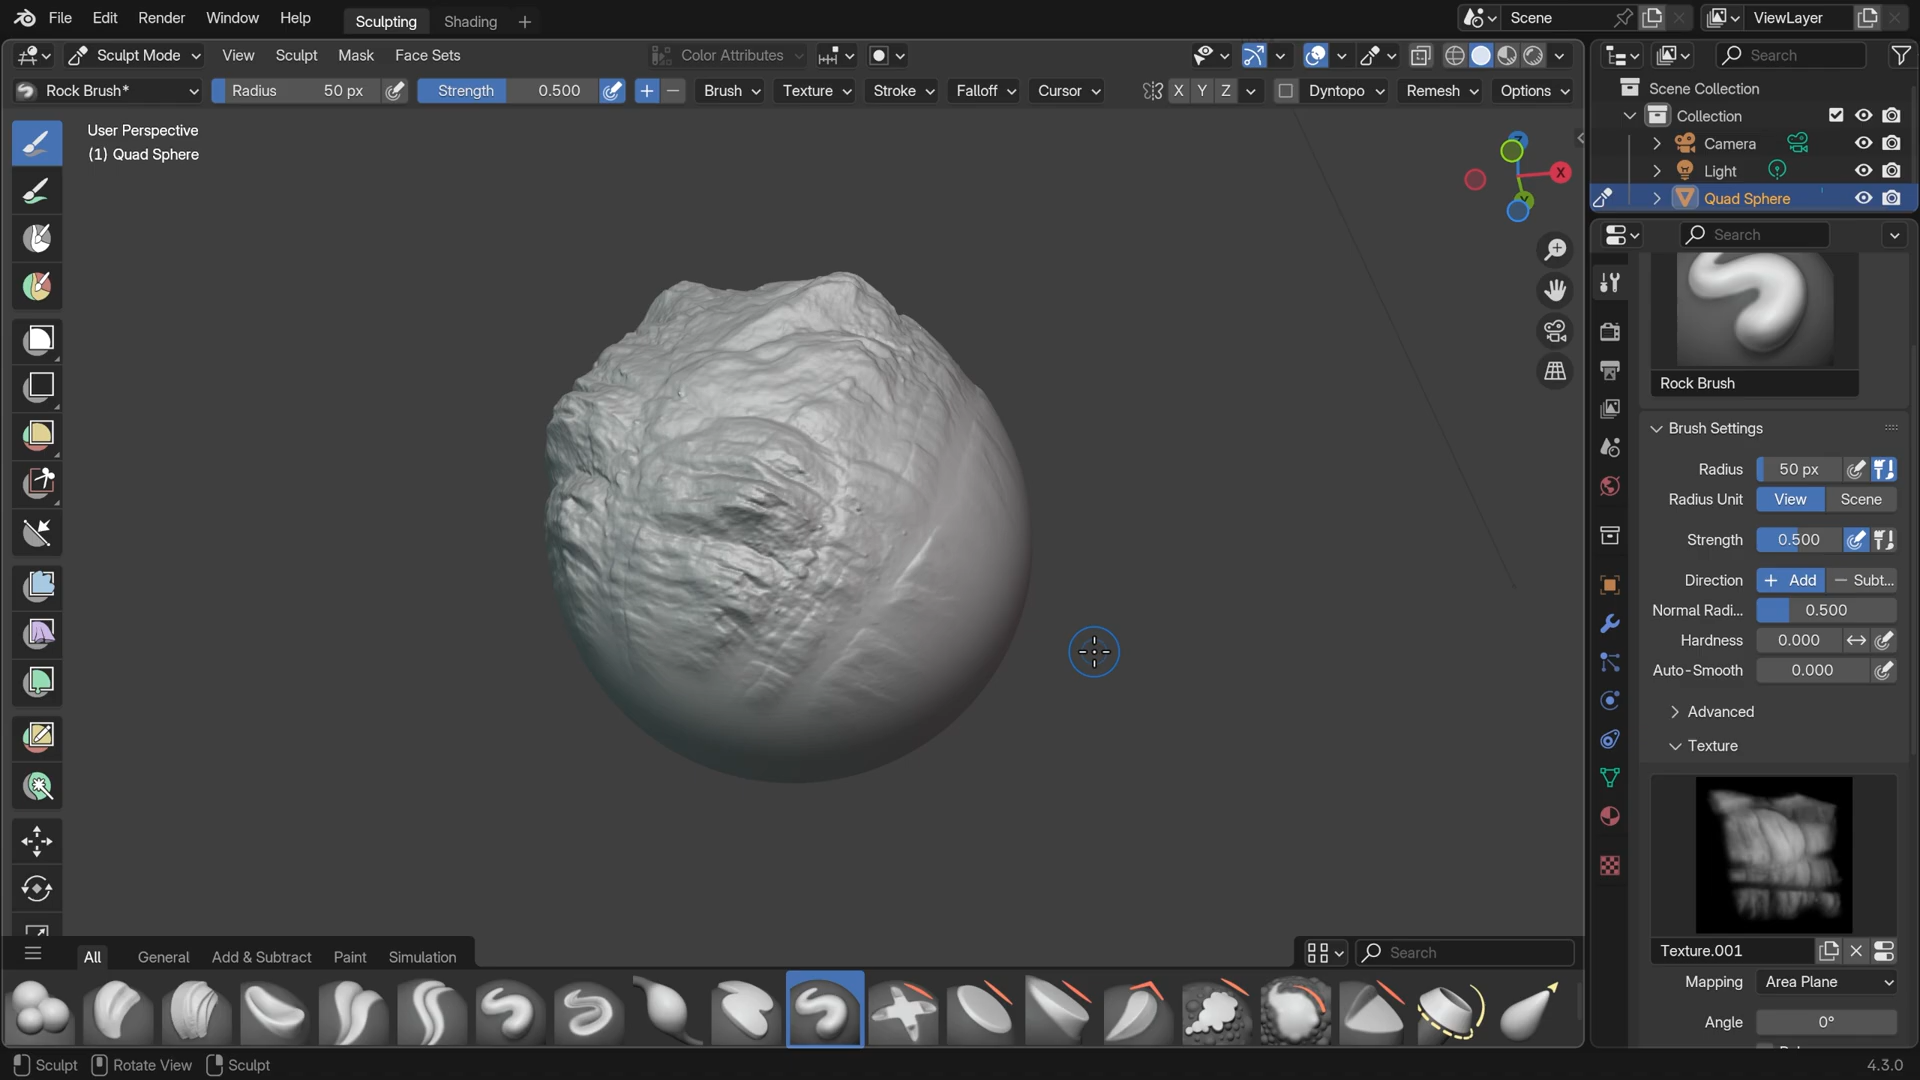 File Edit Render Window Help Sculpting Shading + Scene ViewLayer
Sculpt Mode View Sculpt Mask Face Sets Color Attributes Search
Rock Brush* Radius 50 px Strength 0.500 Brush Texture Stroke Falloff Cursor X Y Z Dyntopo Remesh Options
User Perspective
(1) Quad Sphere
Z
X
Scene Collection
Collection
Camera
Light
Quad Sphere
Search
Rock Brush
Brush Settings
Radius 50 px
Radius Unit View Scene
Strength 0.500
Direction + Add − Subt...
Normal Radi... 0.500
Hardness 0.000
Auto-Smooth 0.000
Advanced
Texture
Texture.001
Mapping Area Plane
Angle 0°
All General Add & Subtract Paint Simulation Search
Sculpt Rotate View Sculpt 4.3.0